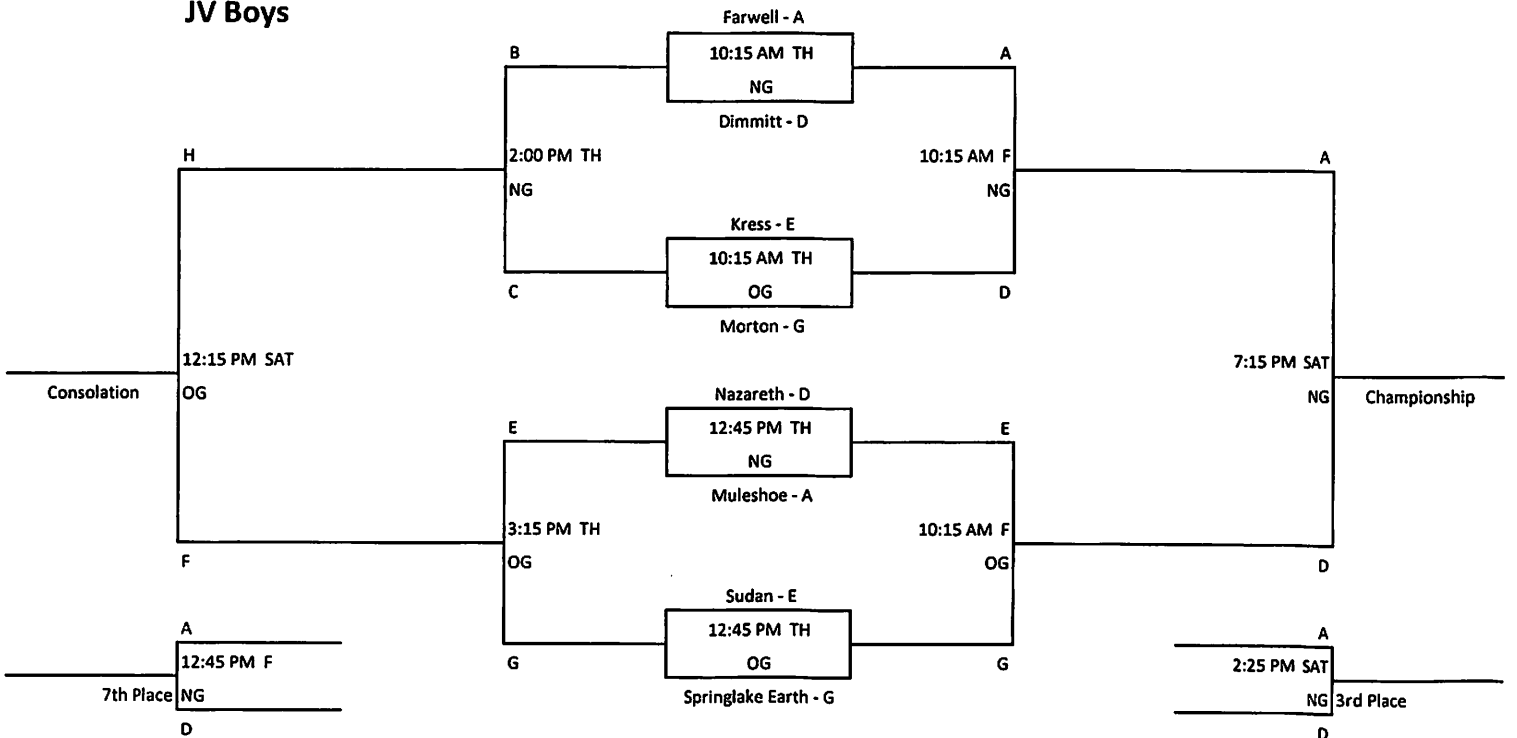 JV Boys
Farwell - A
B
10:15 AM TH
A
NG
Dimmitt - D
H
2:00 PM TH
10:15 AM F
A
NG
NG
Kress - E
10:15 AM TH
C
OG
D
Morton - G
12:15 PM SAT
7:15 PM SAT
Consolation
OG
Nazareth - D
NG
Championship
E
12:45 PM TH
E
NG
Muleshoe - A
3:15 PM TH
10:15 AM F
F
OG
OG
D
Sudan - E
A
12:45 PM TH
A
12:45 PM F
G
OG
G
2:25 PM SAT
7th Place
NG
Springlake Earth - G
NG
3rd Place
D
D